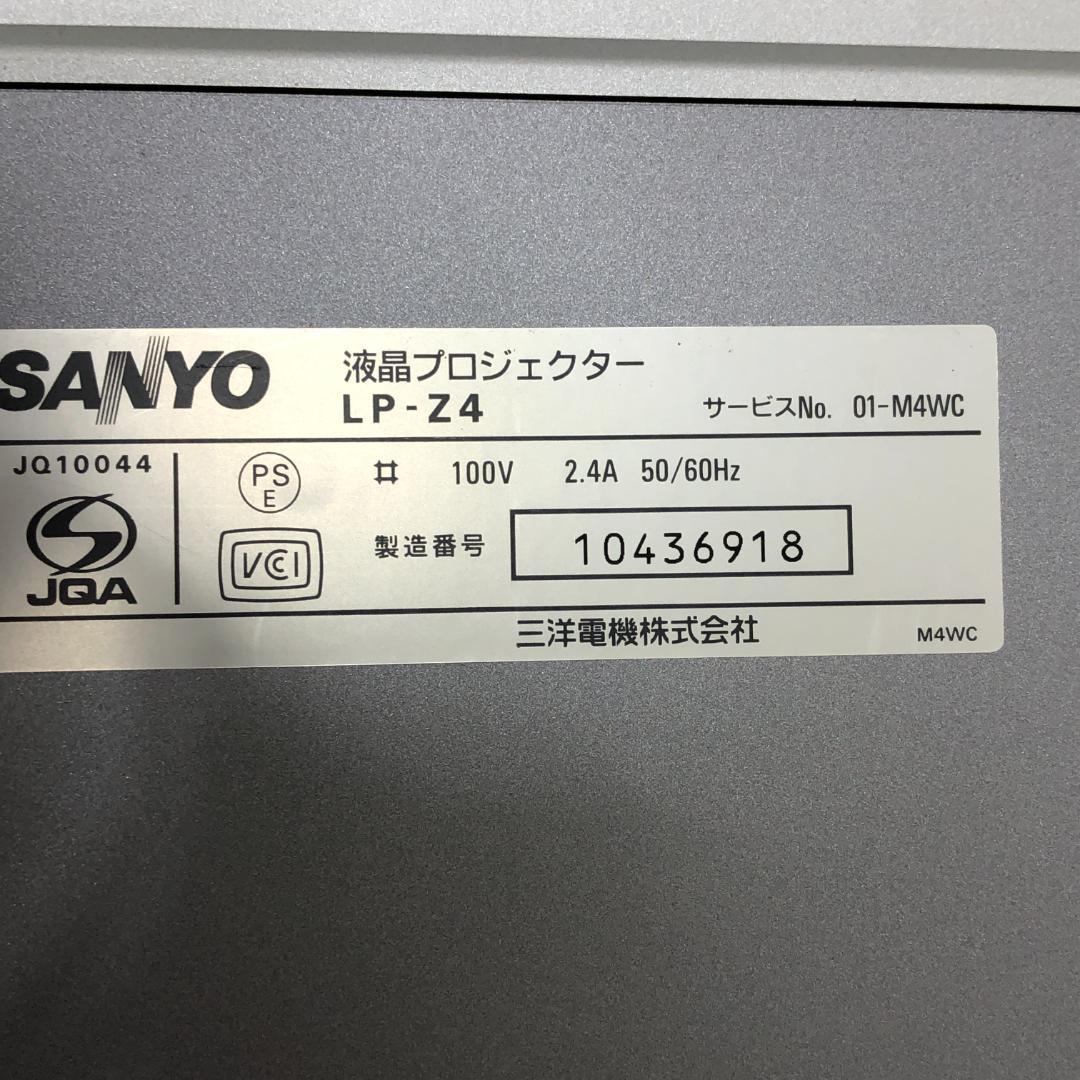 SANYO
液晶プロジェクター
LP-Z4
サービスNo. 01-M4WC
JQ10044
PS
E
100V 2.4A 50/60Hz
JQA
VCCI
製造番号 10436918
三洋電機株式会社
M4WC